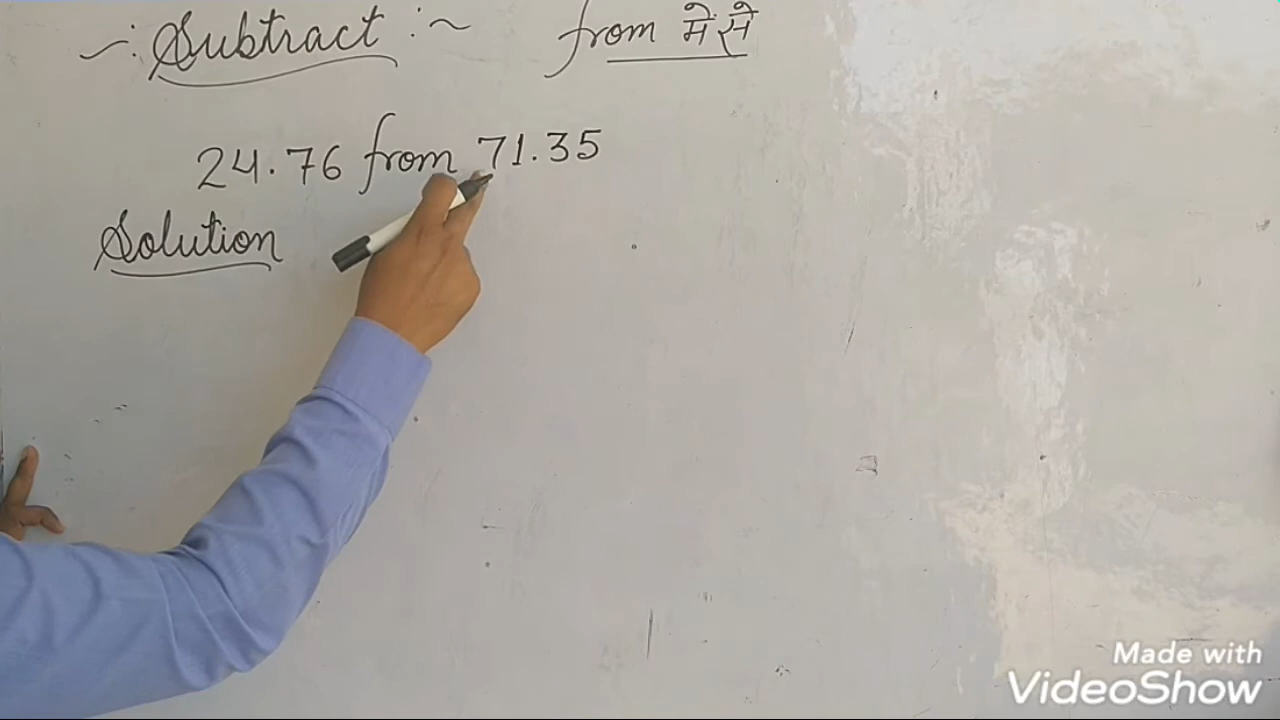 ~: Subtract :~ from मेसे
24.76 from 71.35
Solution
Made with
VideoShow